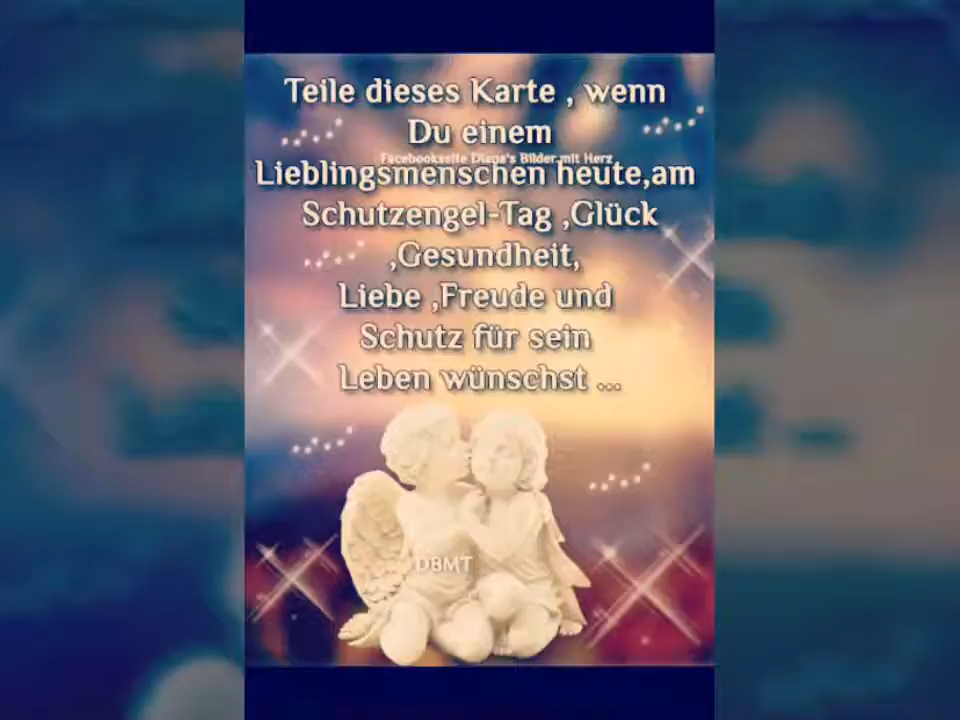 Teile dieses Karte , wenn
Du einem
Facebookseite Diana's Bilder mit Herz
Lieblingsmenschen heute,am
Schutzengel-Tag ,Glück
,Gesundheit,
Liebe ,Freude und
Schutz für sein
Leben wünschst ...
DBMT